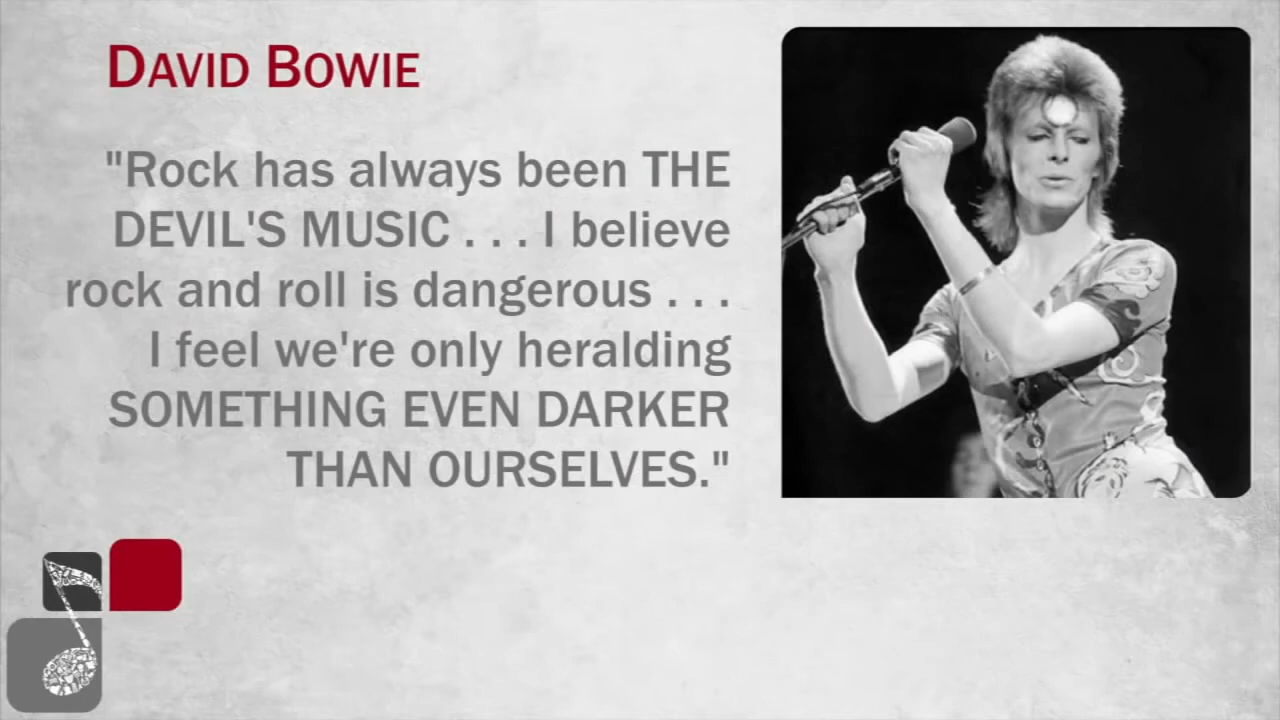 DAVID BOWIE
"Rock has always been THE
DEVIL'S MUSIC . . . I believe
rock and roll is dangerous . . .
I feel we're only heralding
SOMETHING EVEN DARKER
THAN OURSELVES."